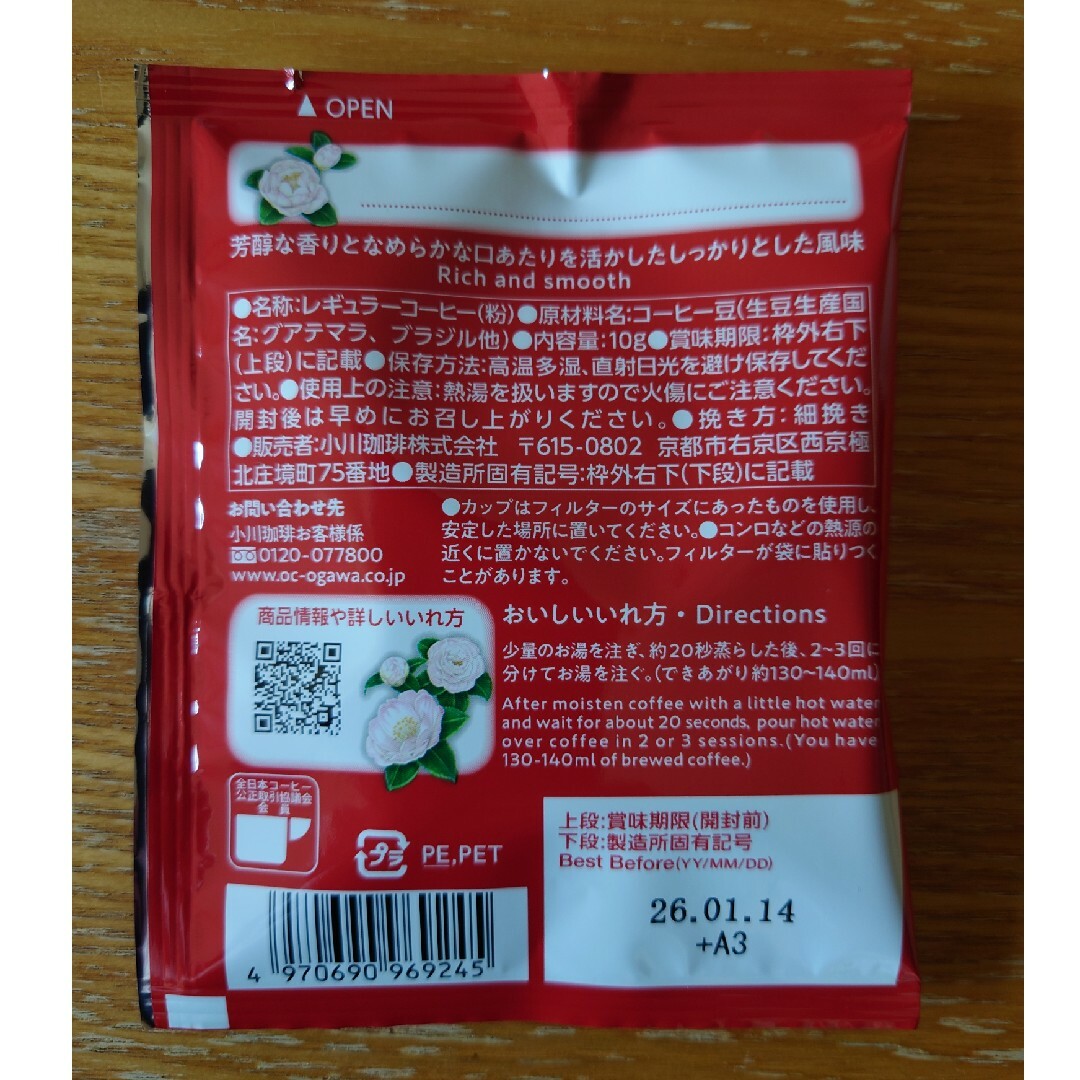 ▲ OPEN
芳醇な香りとなめらかな口あたりを活かしたしっかりとした風味
Rich and smooth
●名称:レギュラーコーヒー(粉)●原材料名:コーヒー豆(生豆生産国
名:グアテマラ、ブラジル他)●内容量:10g●賞味期限:枠外右下
(上段)に記載●保存方法:高温多湿、直射日光を避け保存してくだ
さい。●使用上の注意:熱湯を扱いますので火傷にご注意ください。
開封後は早めにお召し上がりください。●挽き方:細挽き
●販売者:小川珈琲株式会社 〒615-0802 京都市右京区西京極
北庄境町75番地●製造所固有記号:枠外右下(下段)に記載
お問い合わせ先
小川珈琲お客様係
0120-077800
www.oc-ogawa.co.jp
●カップはフィルターのサイズにあったものを使用し、
安定した場所に置いてください。●コンロなどの熱源の
近くに置かないでください。フィルターが袋に貼りつく
ことがあります。
商品情報や詳しいいれ方
おいしいいれ方・Directions
少量のお湯を注ぎ、約20秒蒸らした後、2~3回に
分けてお湯を注ぐ。(できあがり約130~140ml)
After moisten coffee with a little hot water
and wait for about 20 seconds, pour hot water
over coffee in 2 or 3 sessions.(You have
130-140ml of brewed coffee.)
全日本コーヒー
公正取引協議会
会員
プラ PE,PET
上段:賞味期限(開封前)
下段:製造所固有記号
Best Before(YY/MM/DD)
26.01.14
+A3
4 970690 969245